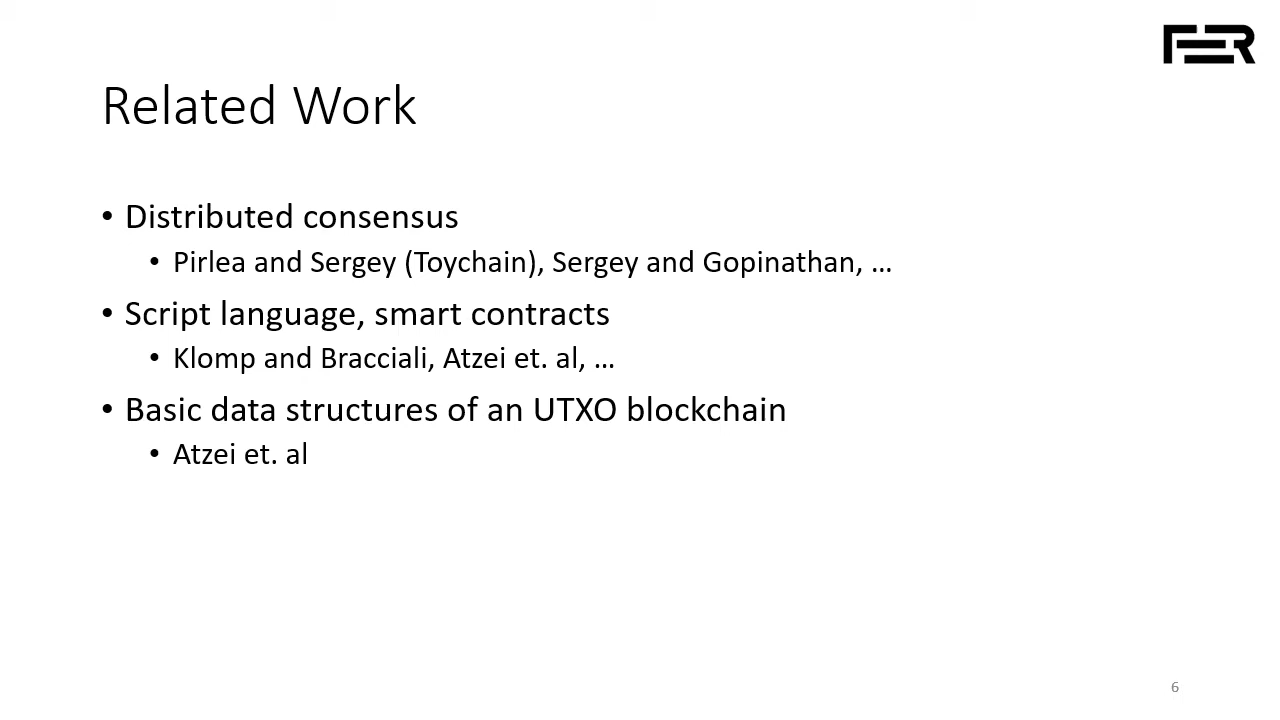 FER
Related Work
• Distributed consensus
• Pirlea and Sergey (Toychain), Sergey and Gopinathan, …
• Script language, smart contracts
• Klomp and Bracciali, Atzei et. al, …
• Basic data structures of an UTXO blockchain
• Atzei et. al
6